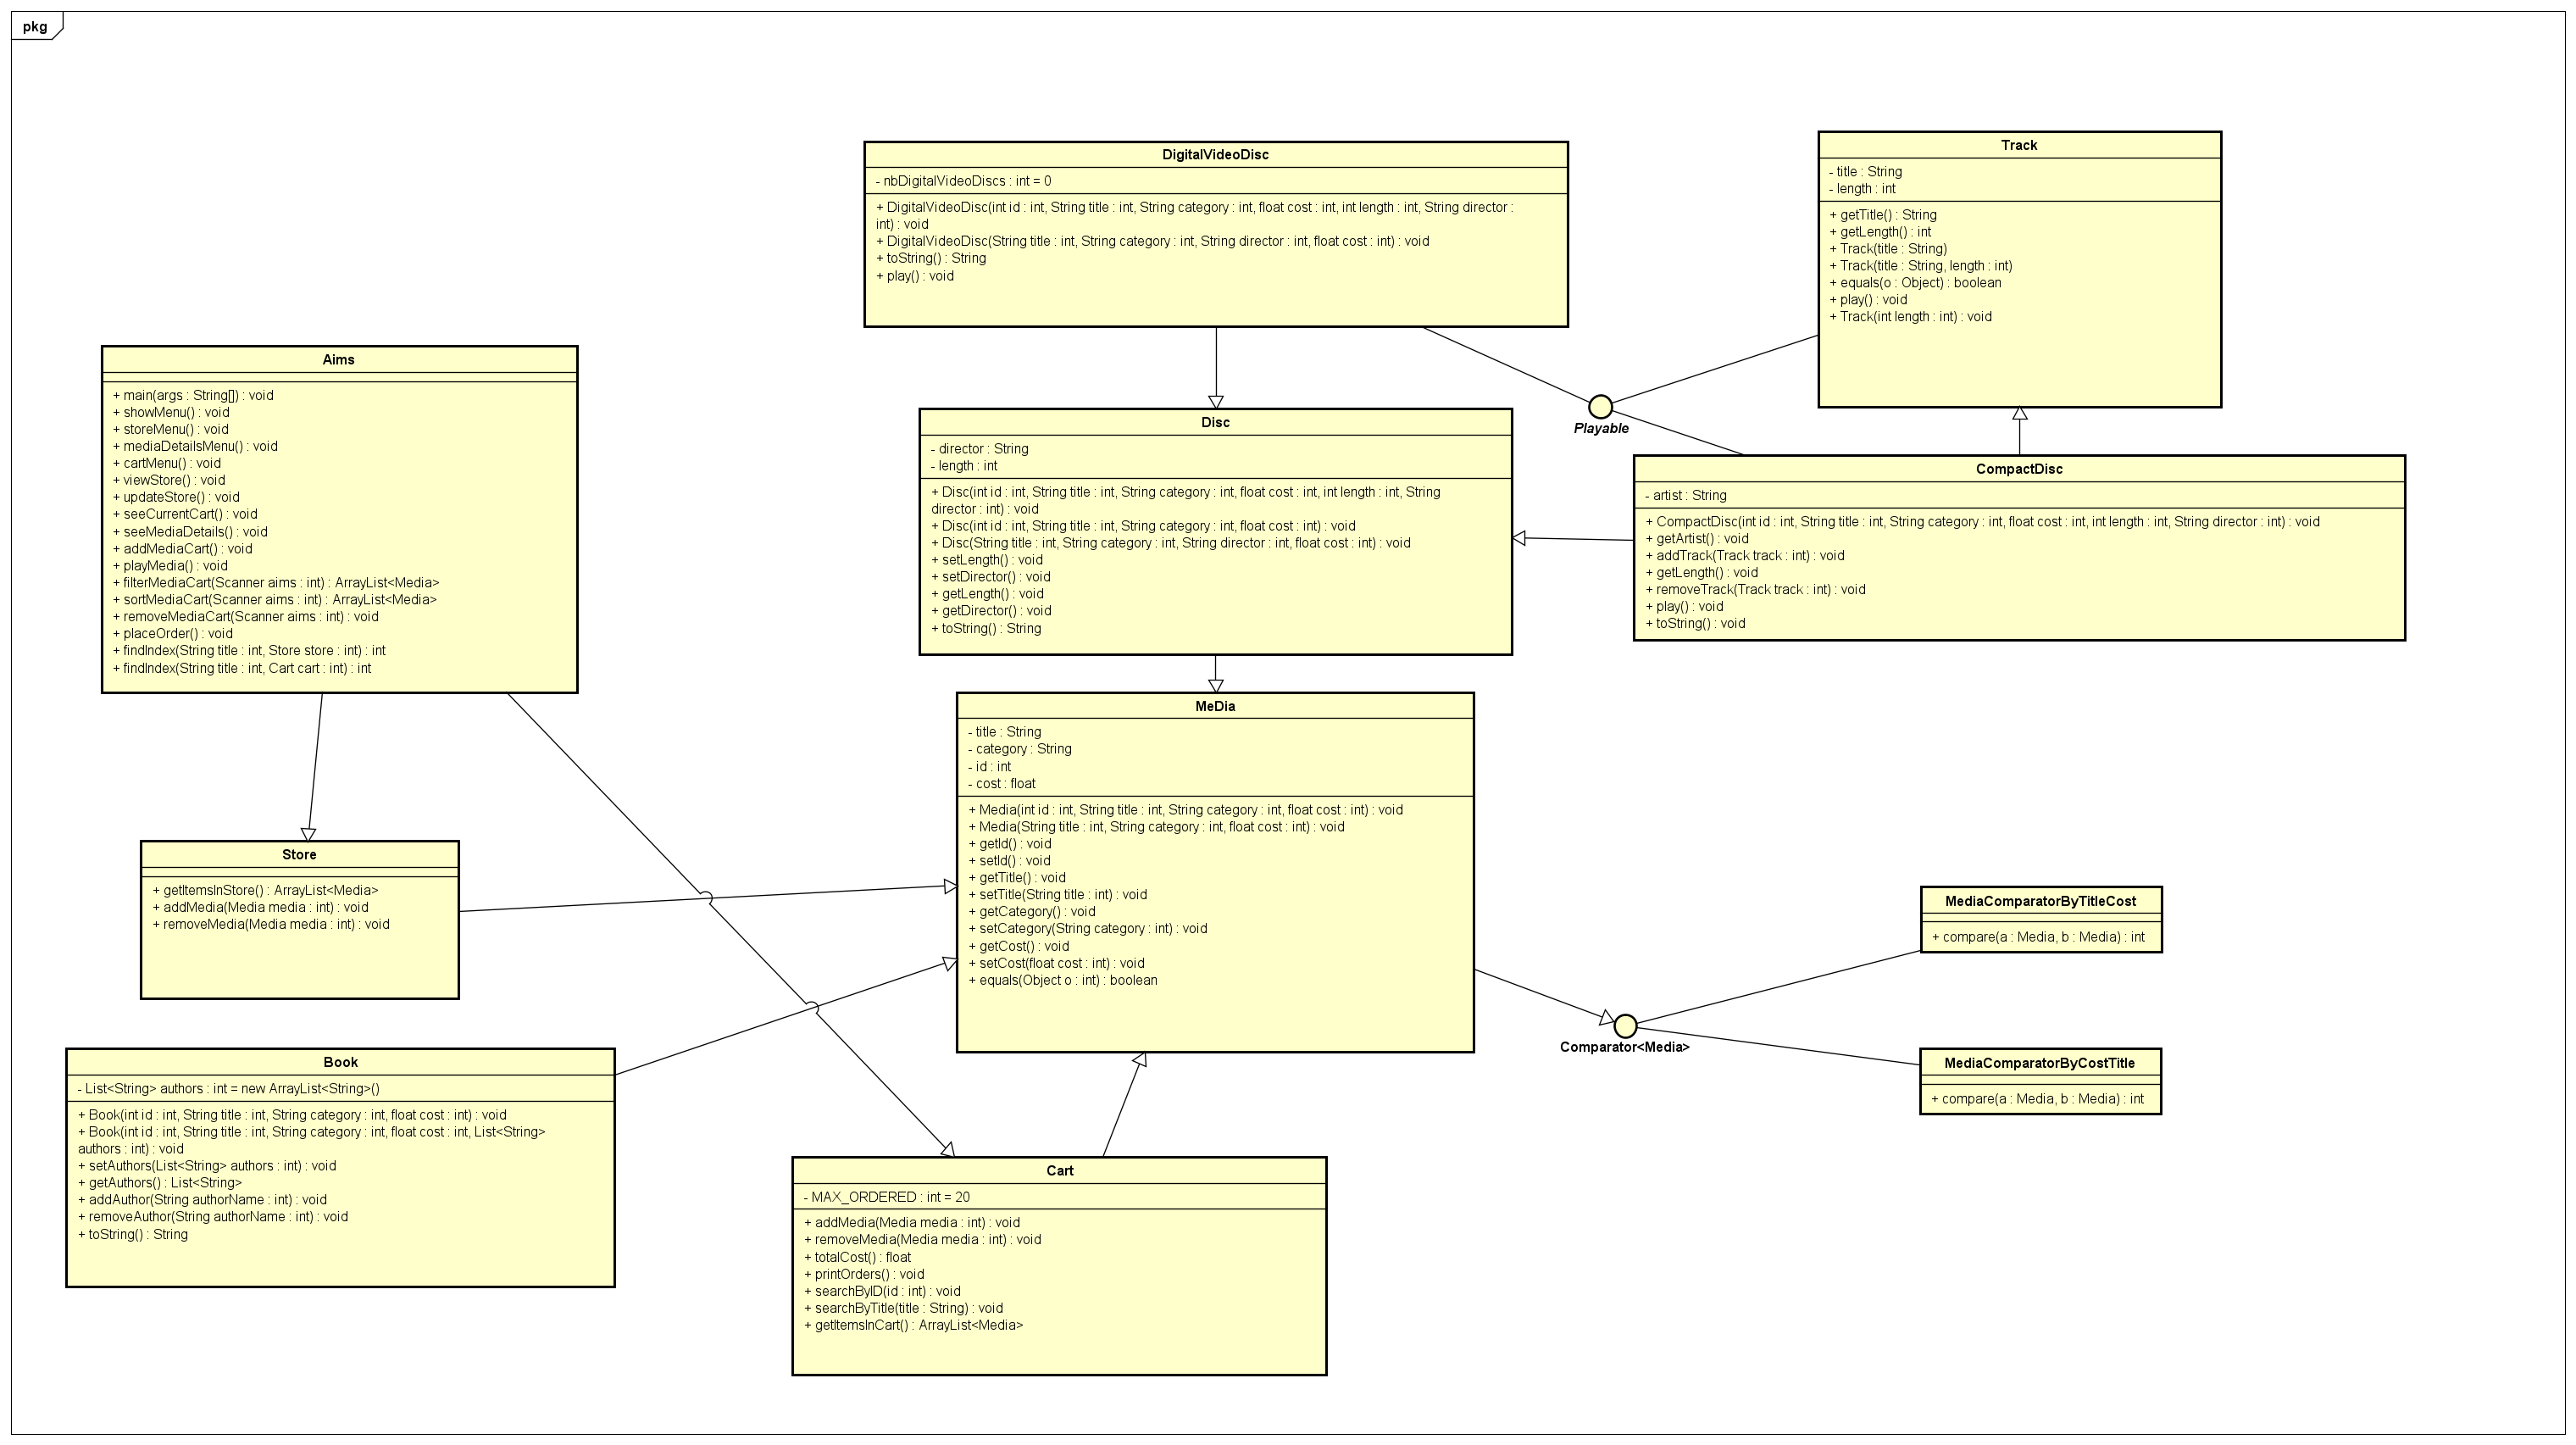 pkg
DigitalVideoDisc
- nbDigitalVideoDiscs : int = 0
+ DigitalVideoDisc(int id : int, String title : int, String category : int, float cost : int, int length : int, String director :
int) : void
+ DigitalVideoDisc(String title : int, String category : int, String director : int, float cost : int) : void
+ toString() : String
+ play() : void
Track
- title : String
- length : int
+ getTitle() : String
+ getLength() : int
+ Track(title : String)
+ Track(title : String, length : int)
+ equals(o : Object) : boolean
+ play() : void
+ Track(int length : int) : void
Aims
+ main(args : String[]) : void
+ showMenu() : void
+ storeMenu() : void
+ mediaDetailsMenu() : void
+ cartMenu() : void
+ viewStore() : void
+ updateStore() : void
+ seeCurrentCart() : void
+ seeMediaDetails() : void
+ addMediaCart() : void
+ playMedia() : void
+ filterMediaCart(Scanner aims : int) : ArrayList<Media>
+ sortMediaCart(Scanner aims : int) : ArrayList<Media>
+ removeMediaCart(Scanner aims : int) : void
+ placeOrder() : void
+ findIndex(String title : int, Store store : int) : int
+ findIndex(String title : int, Cart cart : int) : int
Disc
- director : String
- length : int
+ Disc(int id : int, String title : int, String category : int, float cost : int, int length : int, String
director : int) : void
+ Disc(int id : int, String title : int, String category : int, float cost : int) : void
+ Disc(String title : int, String category : int, String director : int, float cost : int) : void
+ setLength() : void
+ setDirector() : void
+ getLength() : void
+ getDirector() : void
+ toString() : String
Playable
CompactDisc
- artist : String
+ CompactDisc(int id : int, String title : int, String category : int, float cost : int, int length : int, String director : int) : void
+ getArtist() : void
+ addTrack(Track track : int) : void
+ getLength() : void
+ removeTrack(Track track : int) : void
+ play() : void
+ toString() : void
MeDia
- title : String
- category : String
- id : int
- cost : float
+ Media(int id : int, String title : int, String category : int, float cost : int) : void
+ Media(String title : int, String category : int, float cost : int) : void
+ getId() : void
+ setId() : void
+ getTitle() : void
+ setTitle(String title : int) : void
+ getCategory() : void
+ setCategory(String category : int) : void
+ getCost() : void
+ setCost(float cost : int) : void
+ equals(Object o : int) : boolean
Store
+ getItemsInStore() : ArrayList<Media>
+ addMedia(Media media : int) : void
+ removeMedia(Media media : int) : void
MediaComparatorByTitleCost
+ compare(a : Media, b : Media) : int
Comparator<Media>
MediaComparatorByCostTitle
+ compare(a : Media, b : Media) : int
Book
- List<String> authors : int = new ArrayList<String>()
+ Book(int id : int, String title : int, String category : int, float cost : int) : void
+ Book(int id : int, String title : int, String category : int, float cost : int, List<String>
authors : int) : void
+ setAuthors(List<String> authors : int) : void
+ getAuthors() : List<String>
+ addAuthor(String authorName : int) : void
+ removeAuthor(String authorName : int) : void
+ toString() : String
Cart
- MAX_ORDERED : int = 20
+ addMedia(Media media : int) : void
+ removeMedia(Media media : int) : void
+ totalCost() : float
+ printOrders() : void
+ searchByID(id : int) : void
+ searchByTitle(title : String) : void
+ getItemsInCart() : ArrayList<Media>